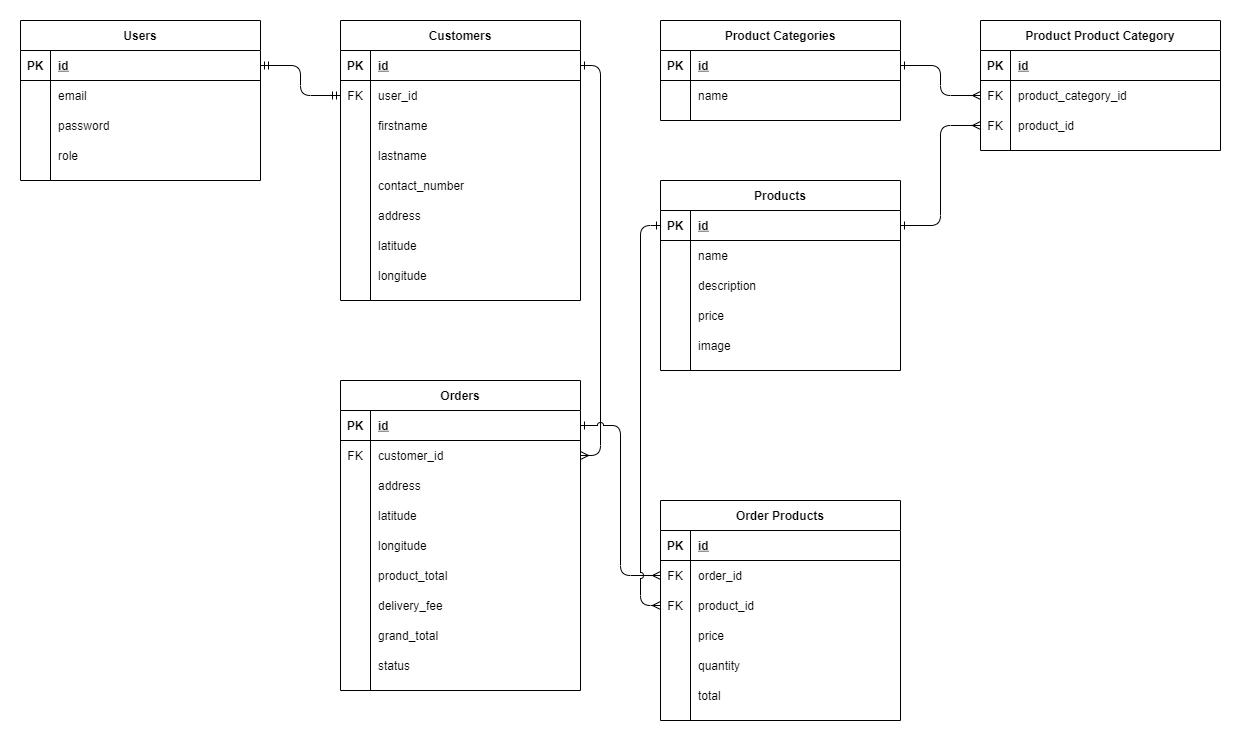 Users
PK id
email
password
role
Customers
PK id
FK user_id
firstname
lastname
contact_number
address
latitude
longitude
Product Categories
PK id
name
Product Product Category
PK id
FK product_category_id
FK product_id
Products
PK id
name
description
price
image
Orders
PK id
FK customer_id
address
latitude
longitude
product_total
delivery_fee
grand_total
status
Order Products
PK id
FK order_id
FK product_id
price
quantity
total